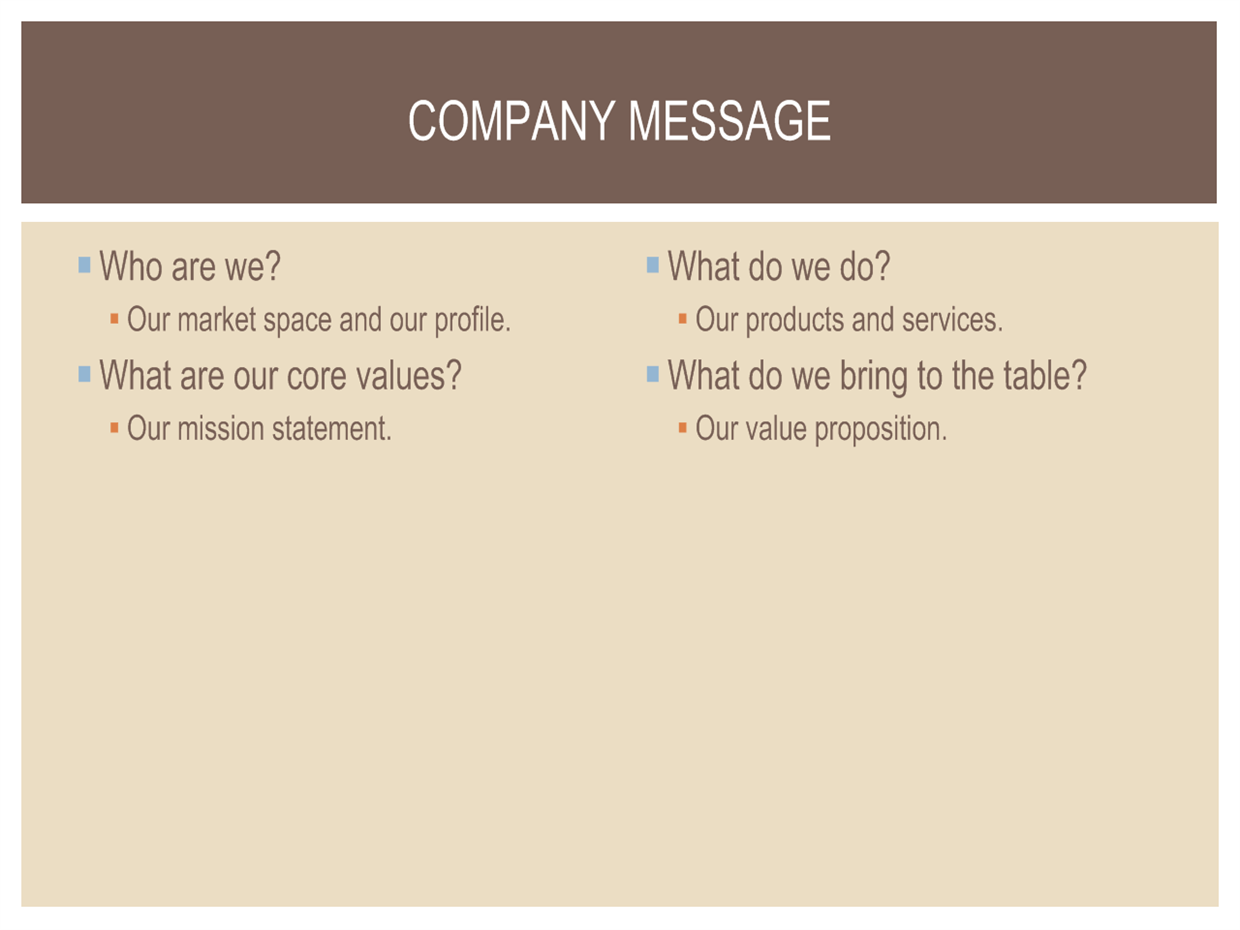 COMPANY MESSAGE
Who are we?
Our market space and our profile.
What are our core values?
Our mission statement.
What do we do?
Our products and services.
What do we bring to the table?
Our value proposition.